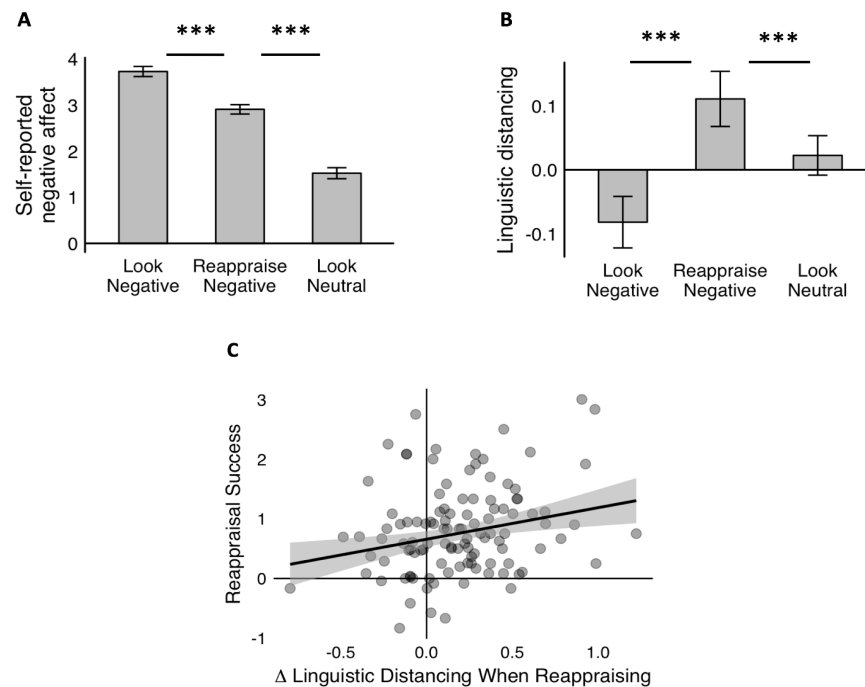 A
*** ***
Self-reported
negative affect
4
3
2
1
0
Look
Negative
Reappraise
Negative
Look
Neutral
B
*** ***
Linguistic distancing
0.1
0.0
-0.1
Look
Negative
Reappraise
Negative
Look
Neutral
C
Reappraisal Success
3
2
1
0
-1
-0.5 0.0 0.5 1.0
Δ Linguistic Distancing When Reappraising